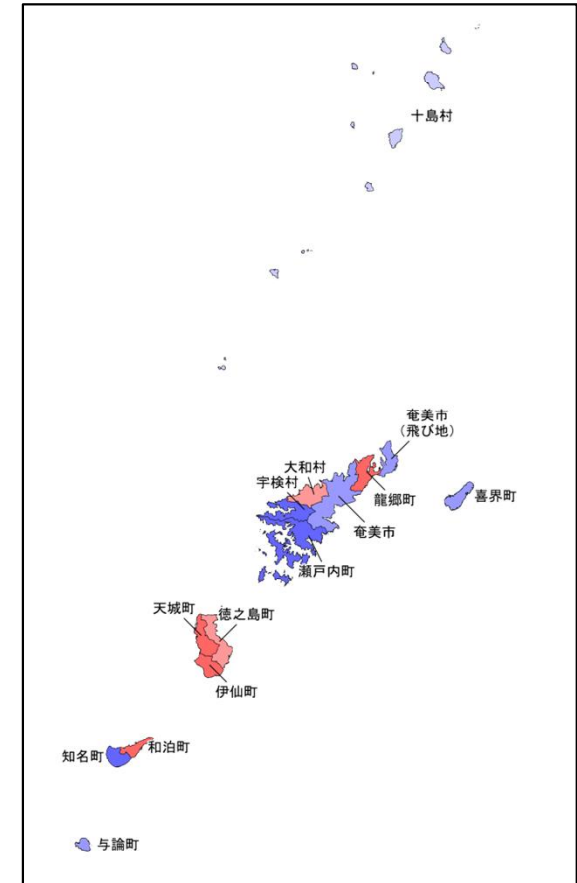 十島村
奄美市
(飛び地)
大和村
宇検村
龍郷町
喜界町
奄美市
瀬戸内町
天城町
徳之島町
伊仙町
和泊町
知名町
与論町